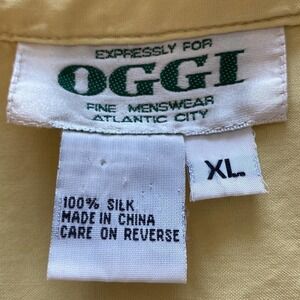 EXPRESSLY FOR
OGGI
FINE MENSWEAR
ATLANTIC CITY
XL
100% SILK
MADE IN CHINA
CARE ON REVERSE